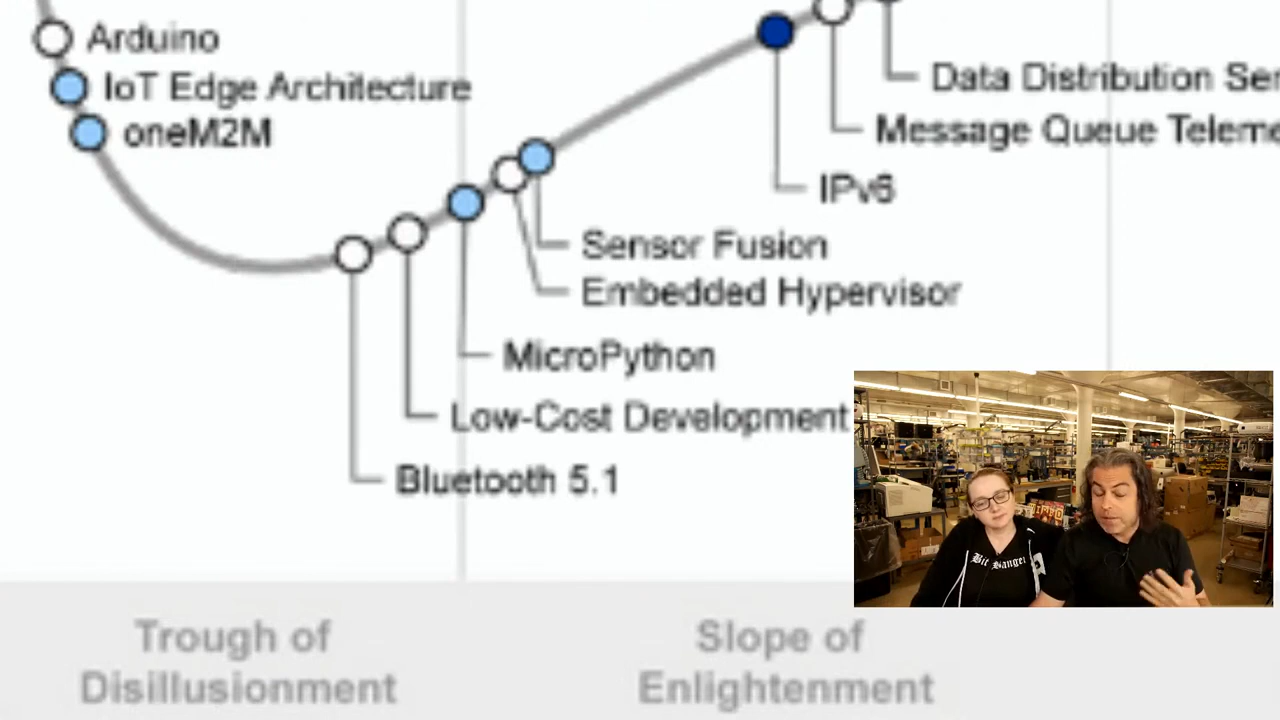 Arduino
IoT Edge Architecture
oneM2M
Data Distribution Ser
Message Queue Teleme
IPv6
Sensor Fusion
Embedded Hypervisor
MicroPython
Low-Cost Development
Bluetooth 5.1
Bit Bange
Trough of
Disillusionment
Slope of
Enlightenment